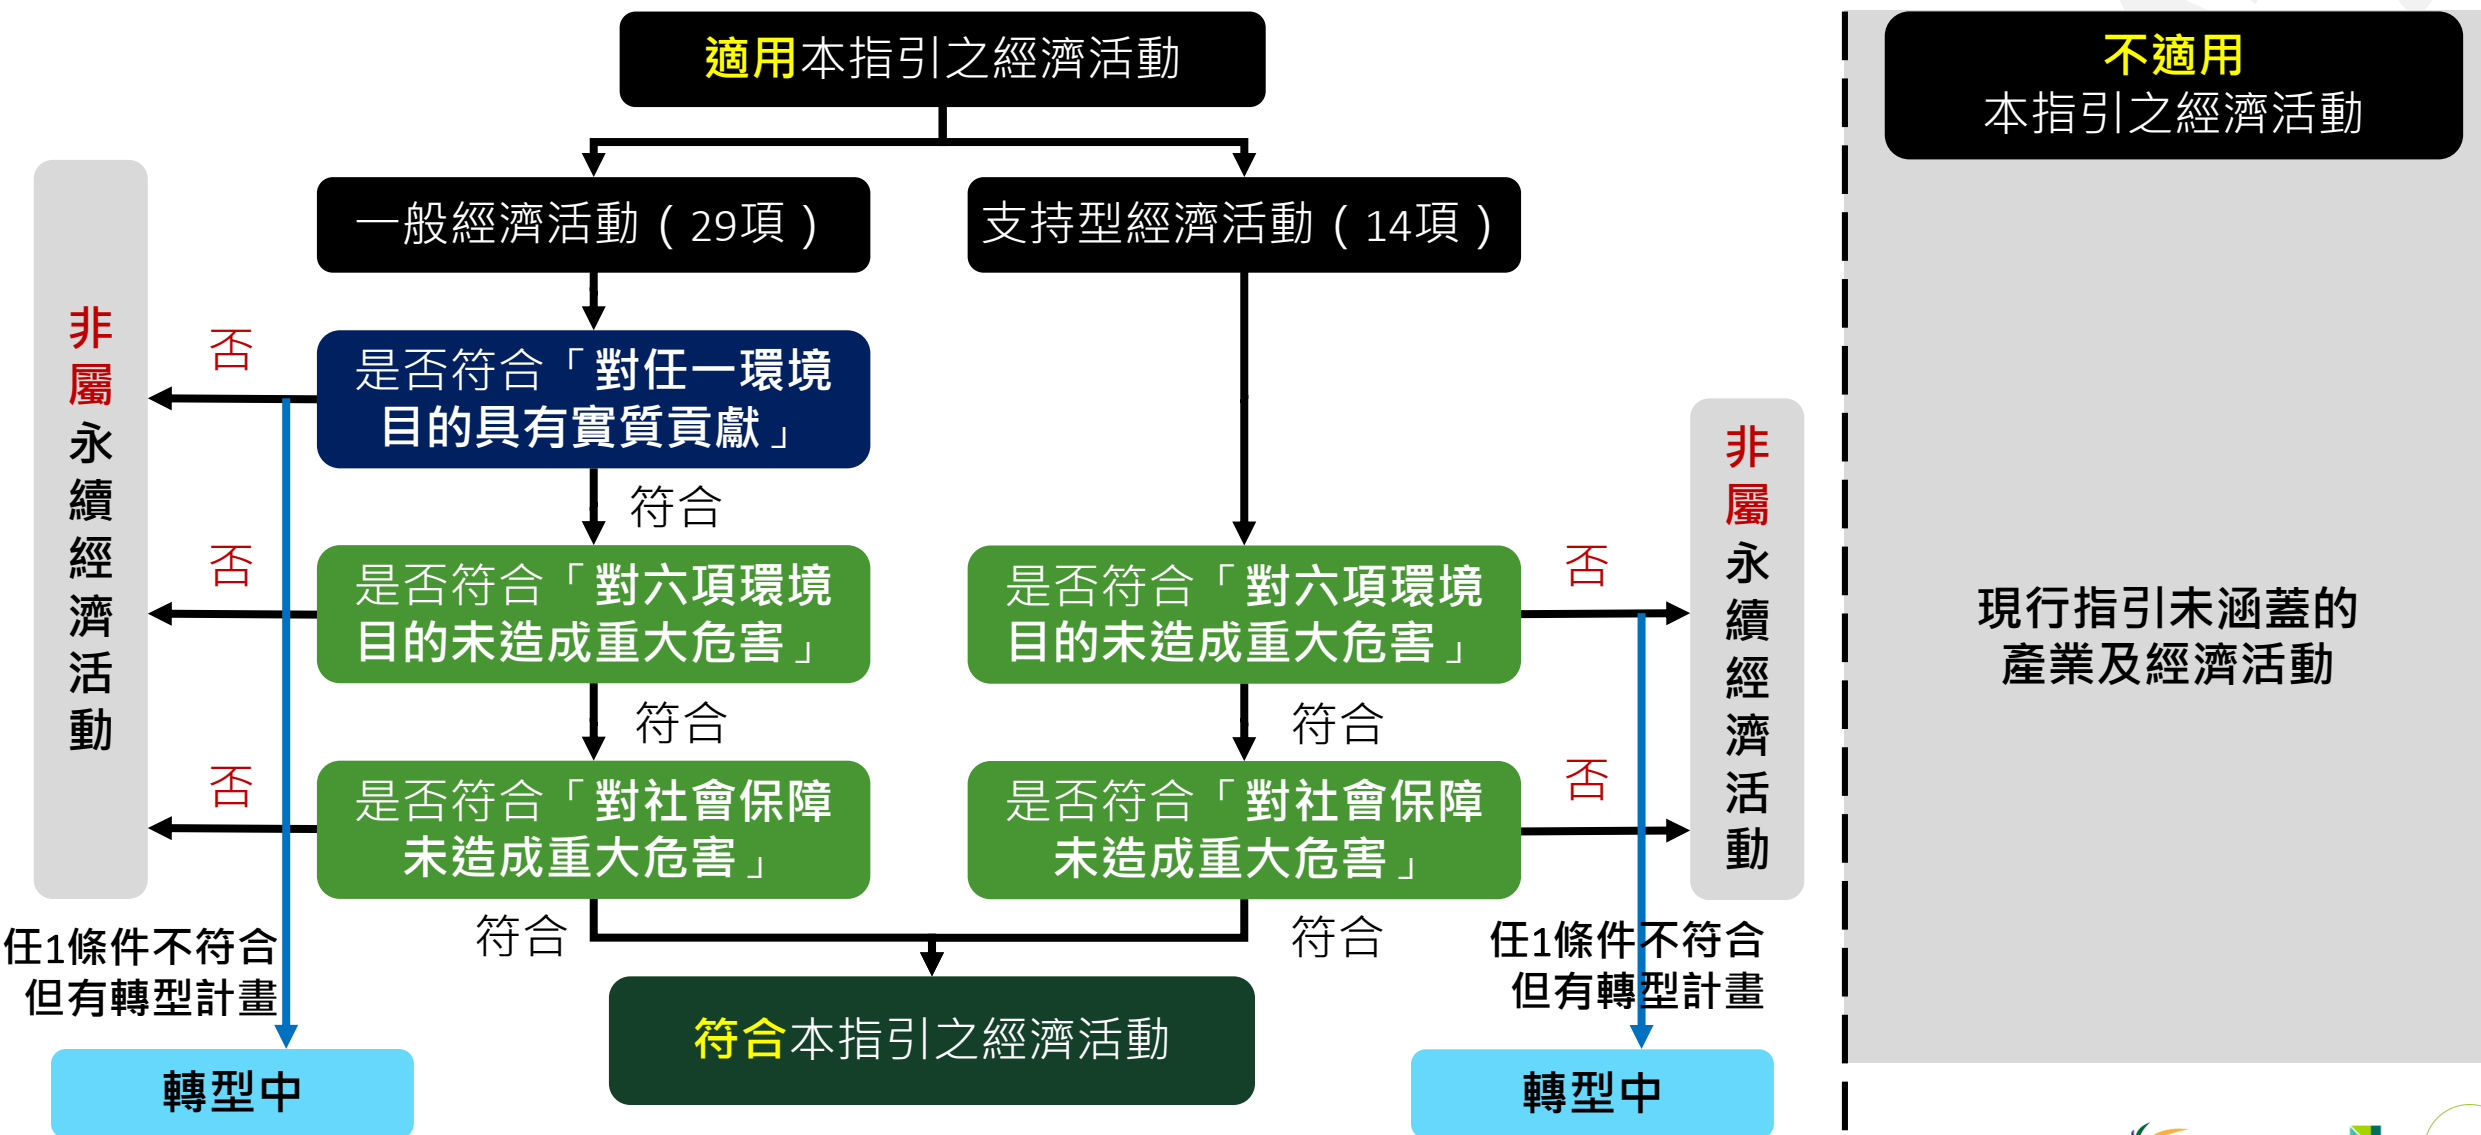 適用本指引之經濟活動
不適用
本指引之經濟活動
一般經濟活動（29項）
支持型經濟活動（14項）
非屬永續經濟活動
否
是否符合「對任一環境
目的具有實質貢獻」
符合
否
是否符合「對六項環境
目的未造成重大危害」
符合
否
是否符合「對社會保障
未造成重大危害」
符合
是否符合「對六項環境
目的未造成重大危害」
否
符合
是否符合「對社會保障
未造成重大危害」
否
符合
非屬永續經濟活動
現行指引未涵蓋的
產業及經濟活動
任1條件不符合
但有轉型計畫
任1條件不符合
但有轉型計畫
符合本指引之經濟活動
轉型中
轉型中